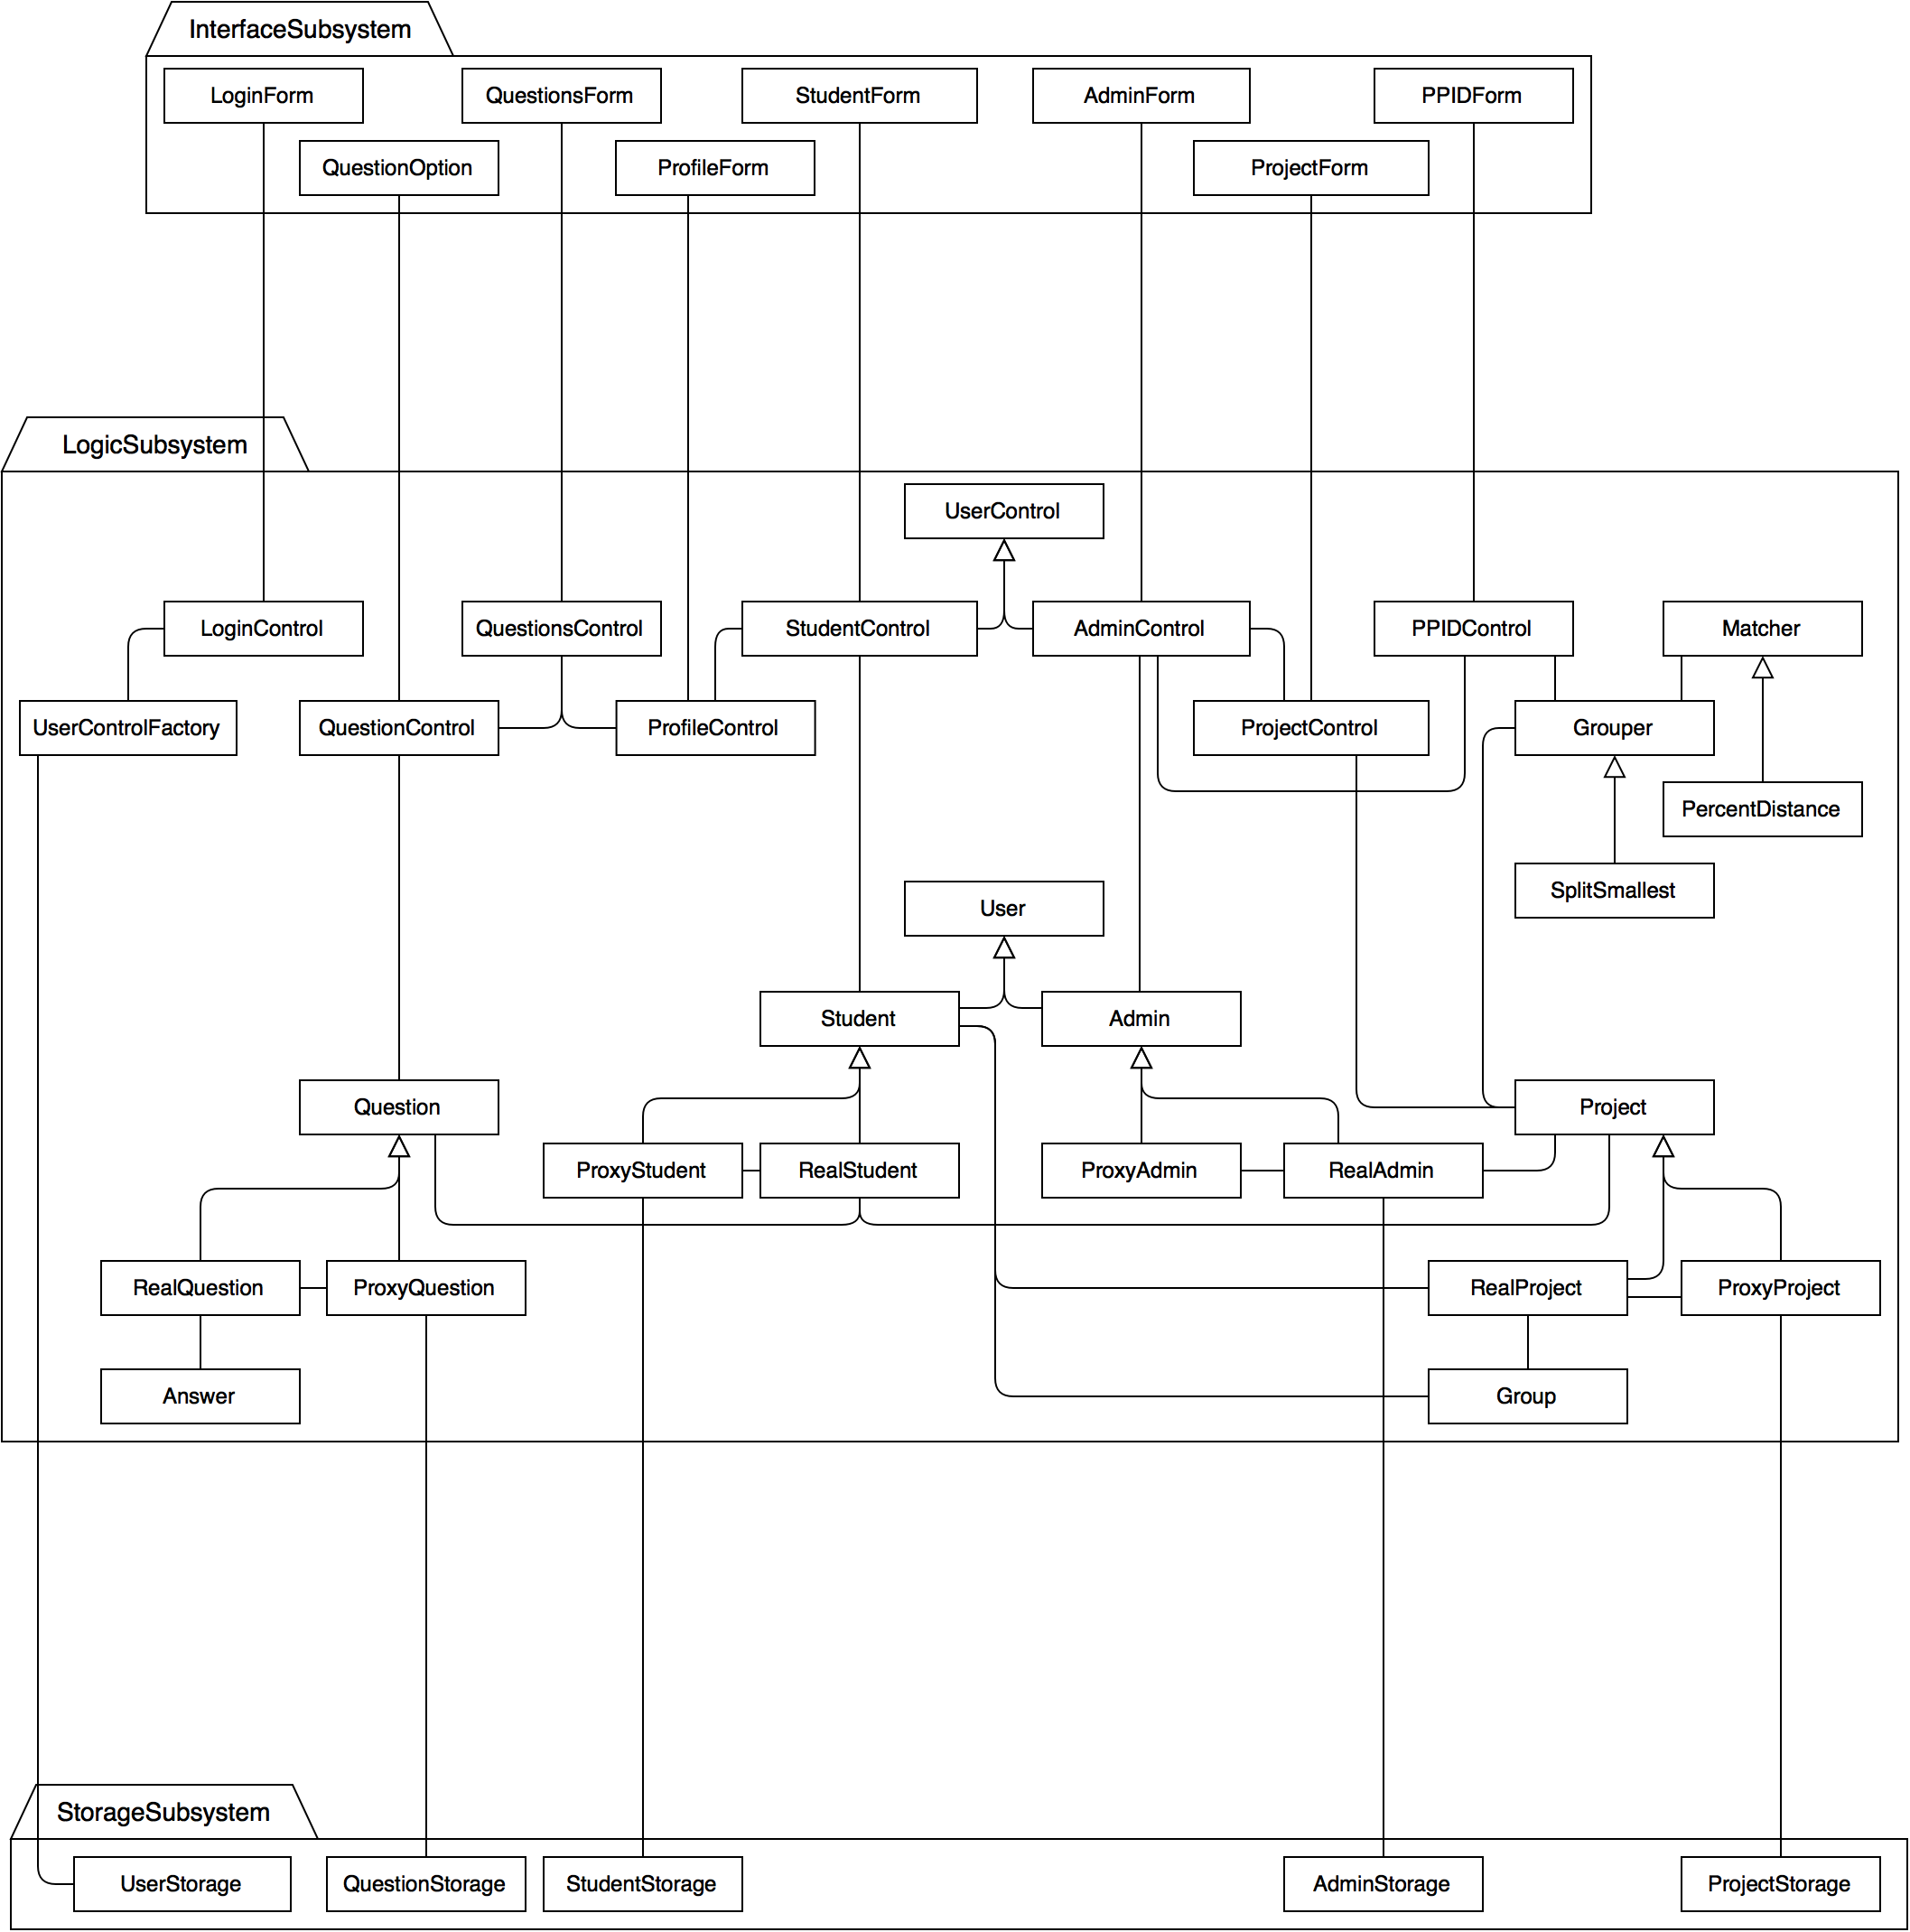 InterfaceSubsystem
LoginForm
QuestionsForm
StudentForm
AdminForm
PPIDForm
QuestionOption
ProfileForm
ProjectForm
LogicSubsystem
UserControl
LoginControl
QuestionsControl
StudentControl
AdminControl
PPIDControl
Matcher
UserControlFactory
QuestionControl
ProfileControl
ProjectControl
Grouper
PercentDistance
SplitSmallest
User
Student
Admin
Question
Project
ProxyStudent
RealStudent
ProxyAdmin
RealAdmin
RealQuestion
ProxyQuestion
RealProject
ProxyProject
Answer
Group
StorageSubsystem
UserStorage
QuestionStorage
StudentStorage
AdminStorage
ProjectStorage